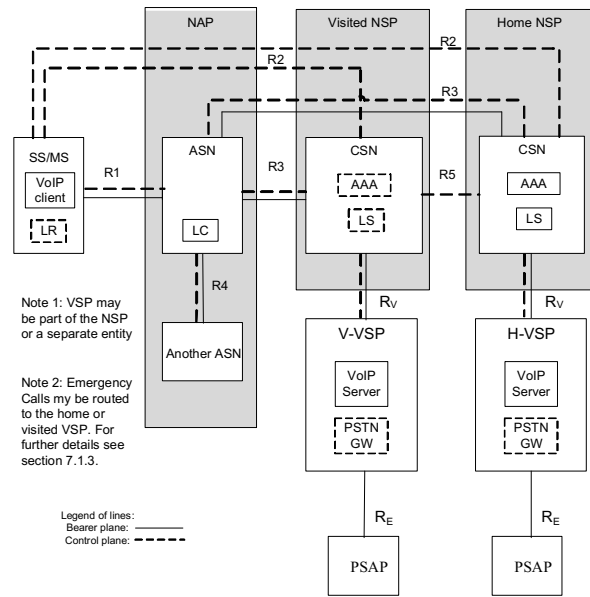 NAP
Visited NSP
Home NSP
R2
R2
R3
SS/MS
VoIP
client
LR
R1
ASN
LC
R3
CSN
AAA
LS
R5
CSN
AAA
LS
R4
Another ASN
Note 1: VSP may
be part of the NSP
or a separate entity
Note 2: Emergency
Calls my be routed
to the home or
visited VSP. For
further details see
section 7.1.3.
RV
V-VSP
VoIP
Server
PSTN
GW
RV
H-VSP
VoIP
Server
PSTN
GW
Legend of lines:
Bearer plane:
Control plane:
RE
PSAP
RE
PSAP